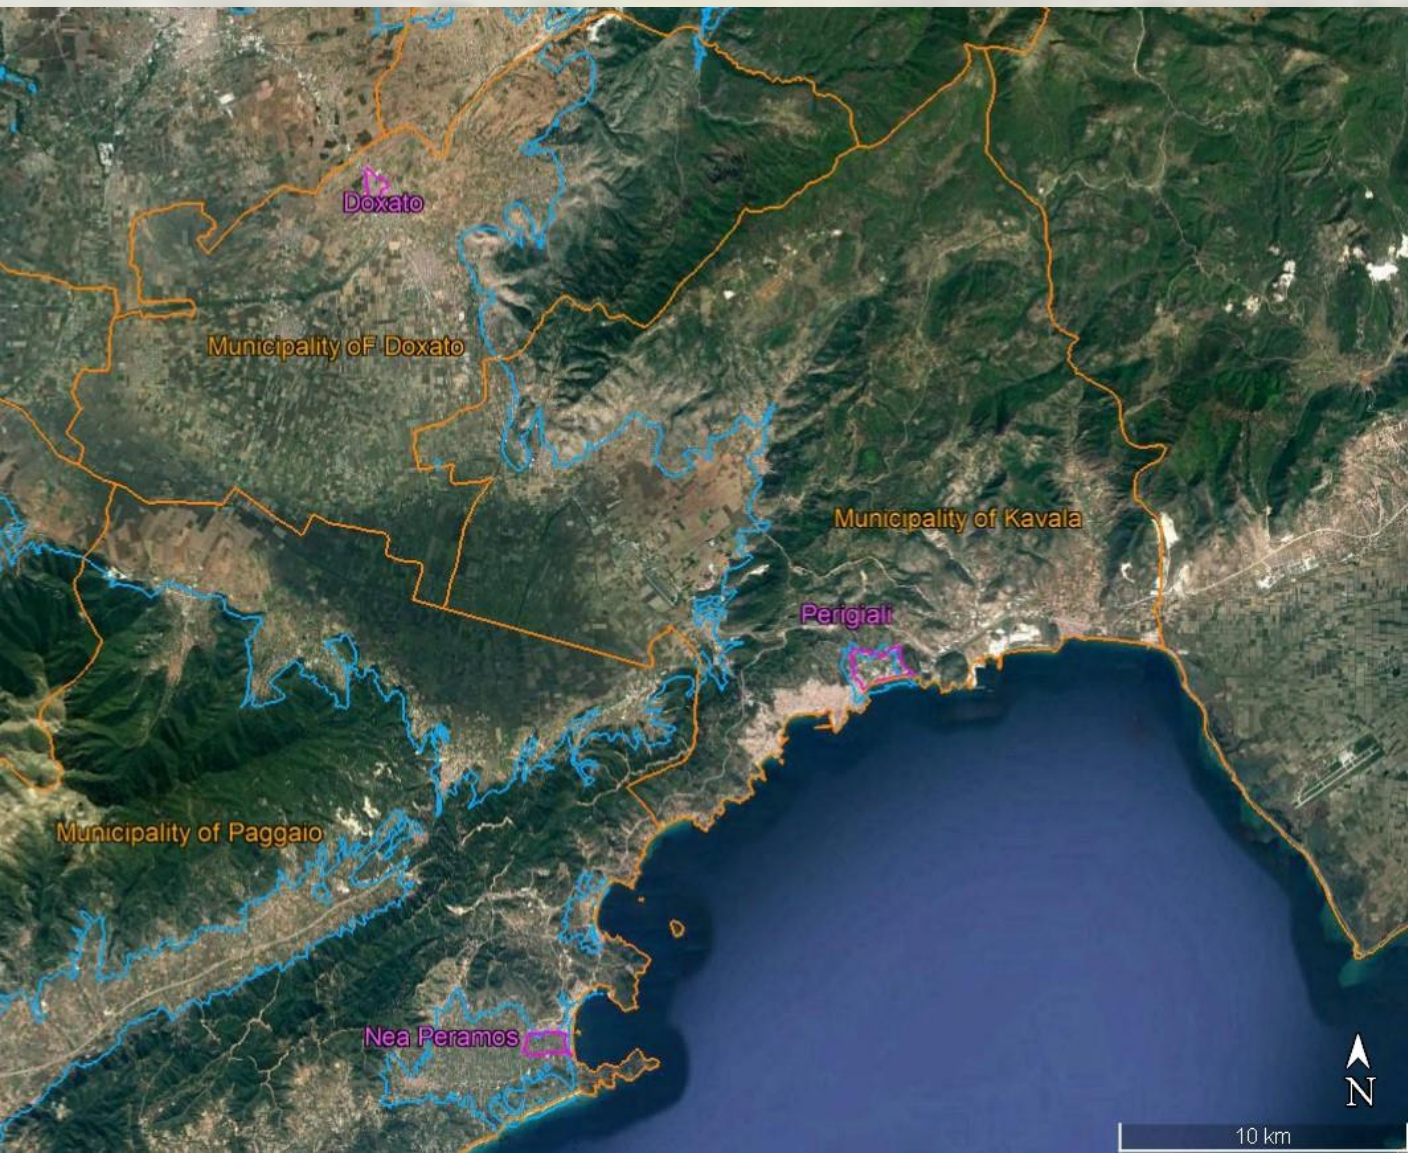 Doxato
Municipality oF Doxato
Municipality of Kavala
Perigiali
Municipality of Paggaio
Nea Peramos
N
10 km